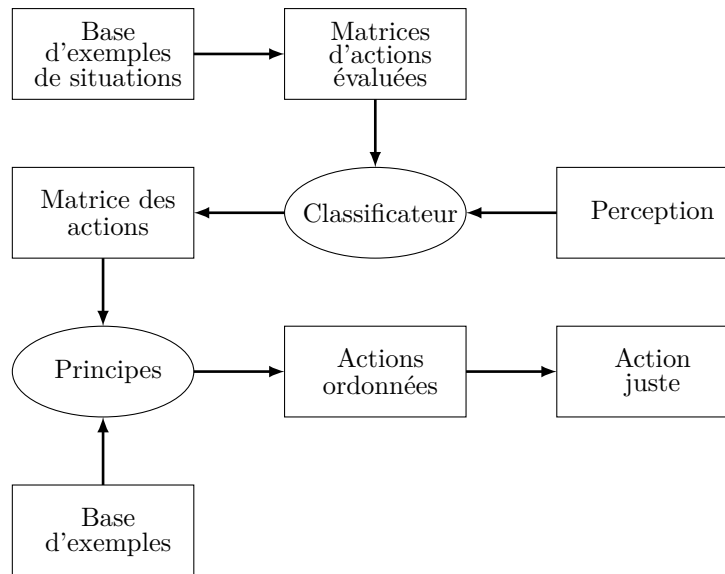 Base
d'exemples
de situations
Matrices
d'actions
évaluées
Matrice des
actions
Classificateur
Perception
Principes
Actions
ordonnées
Action
juste
Base
d'exemples